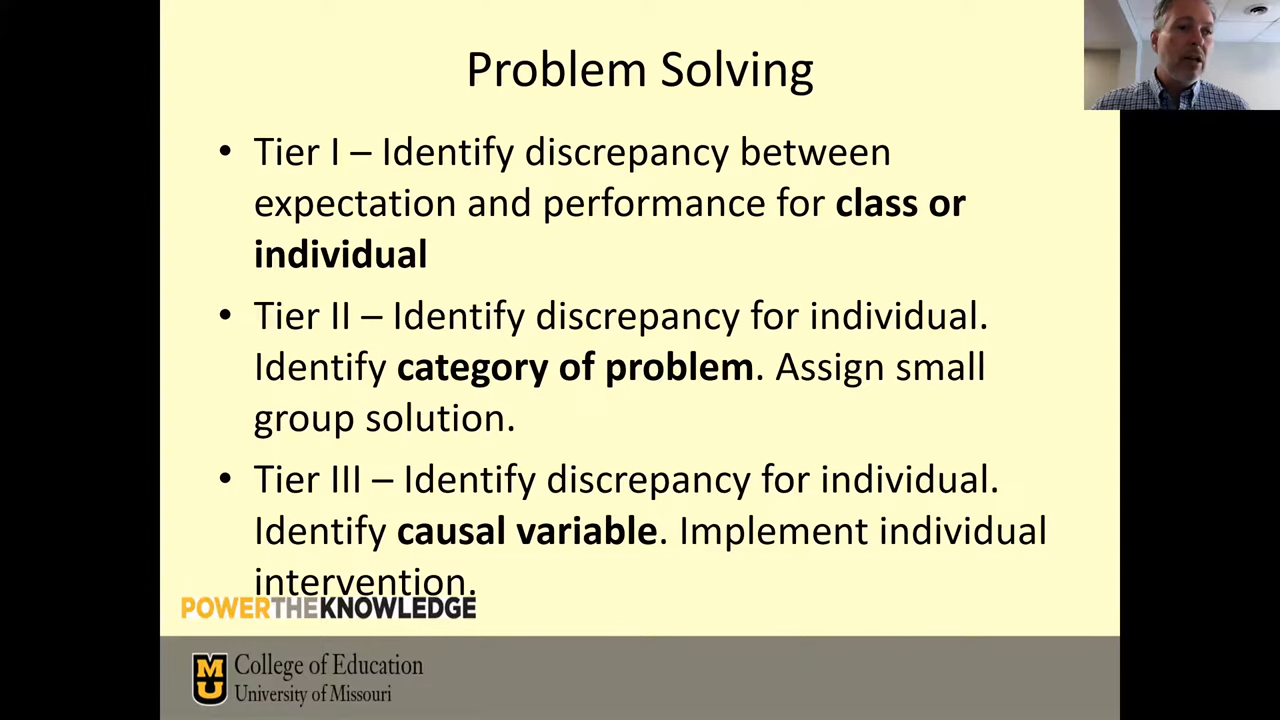 Problem Solving
• Tier I – Identify discrepancy between
expectation and performance for class or
individual
• Tier II – Identify discrepancy for individual.
Identify category of problem. Assign small
group solution.
• Tier III – Identify discrepancy for individual.
Identify causal variable. Implement individual
intervention.
POWERTHEKNOWLEDGE
MU
College of Education
University of Missouri